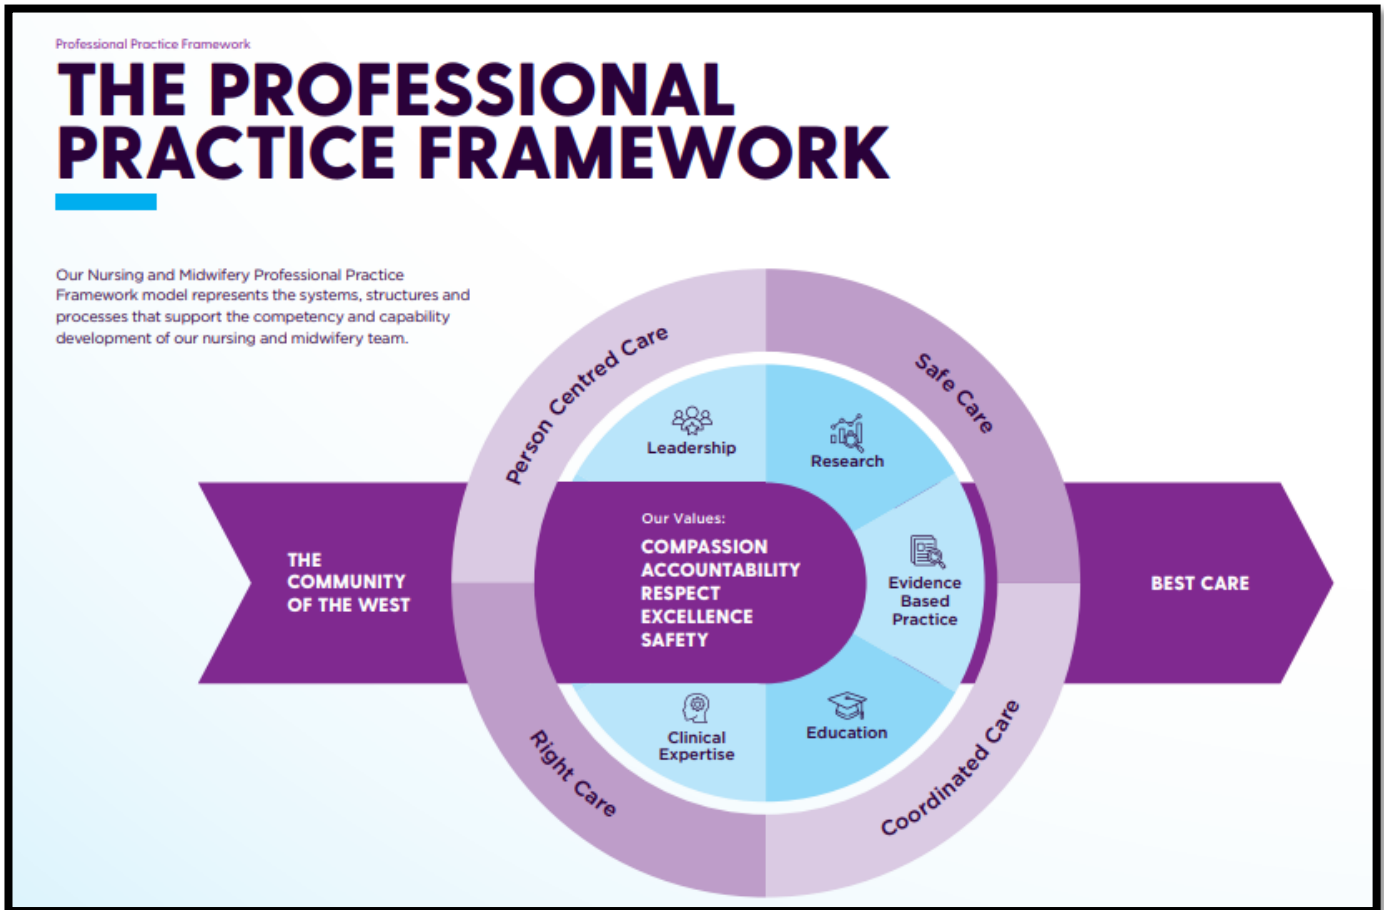 Professional Practice Framework
THE PROFESSIONAL
PRACTICE FRAMEWORK
Our Nursing and Midwifery Professional Practice
Framework model represents the systems, structures and
processes that support the competency and capability
development of our nursing and midwifery team.
Person Centred Care
Safe Care
Leadership
Research
THE
COMMUNITY
OF THE WEST
Our Values:
COMPASSION
ACCOUNTABILITY
RESPECT
EXCELLENCE
SAFETY
Evidence
Based
Practice
BEST CARE
Clinical
Expertise
Education
Right Care
Coordinated Care